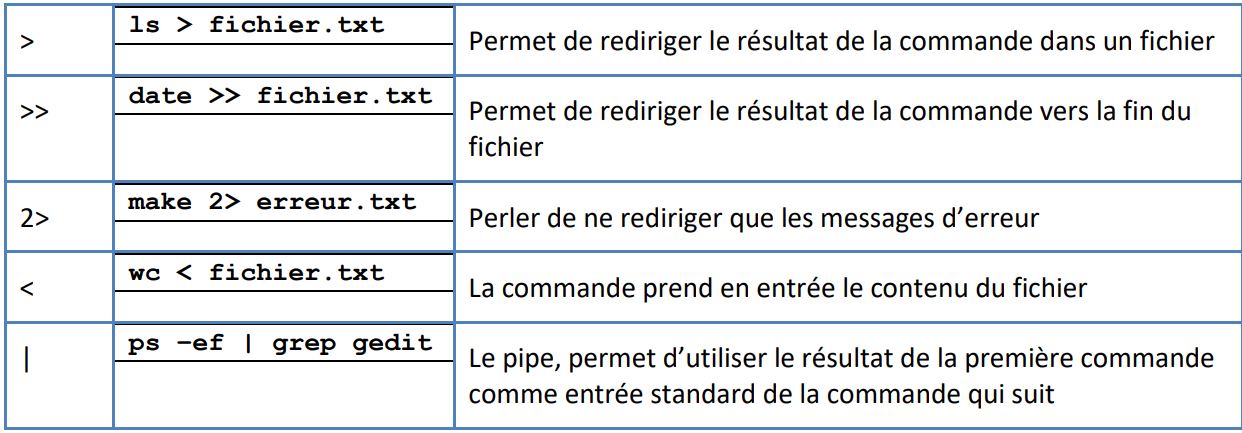 > ls > fichier.txt Permet de rediriger le résultat de la commande dans un fichier
>> date >> fichier.txt Permet de rediriger le résultat de la commande vers la fin du
fichier
2> make 2> erreur.txt Perler de ne rediriger que les messages d’erreur
< wc < fichier.txt La commande prend en entrée le contenu du fichier
| ps –ef | grep gedit Le pipe, permet d’utiliser le résultat de la première commande
comme entrée standard de la commande qui suit